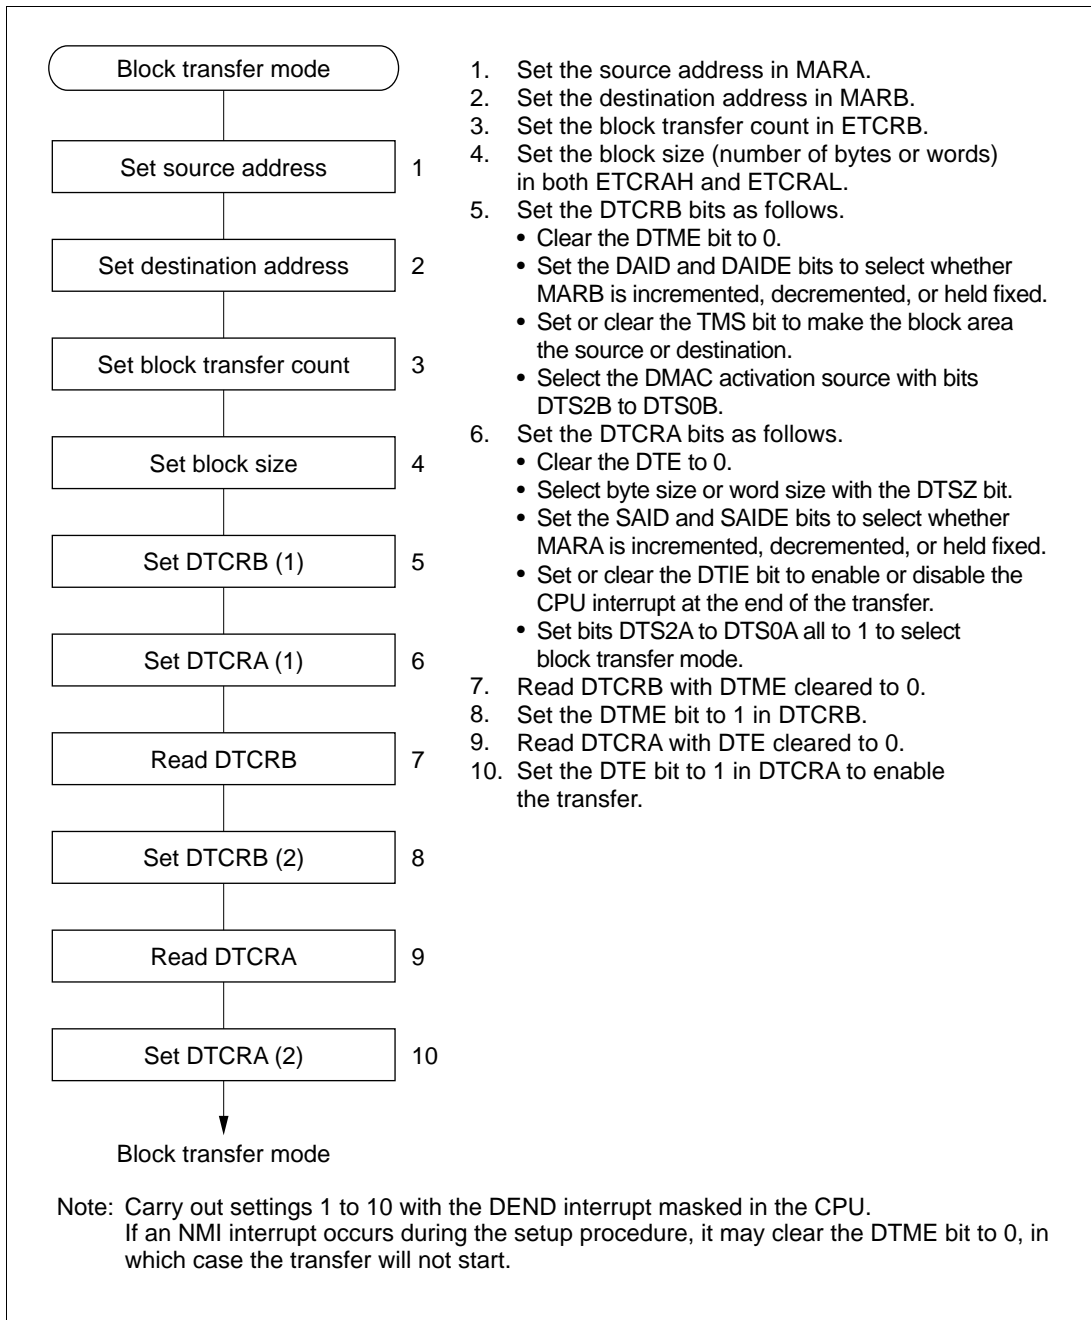 Block transfer mode
Set source address 1
Set destination address 2
Set block transfer count 3
Set block size 4
Set DTCRB (1) 5
Set DTCRA (1) 6
Read DTCRB 7
Set DTCRB (2) 8
Read DTCRA 9
Set DTCRA (2) 10
Block transfer mode
1. Set the source address in MARA.
2. Set the destination address in MARB.
3. Set the block transfer count in ETCRB.
4. Set the block size (number of bytes or words)
in both ETCRAH and ETCRAL.
5. Set the DTCRB bits as follows.
• Clear the DTME bit to 0.
• Set the DAID and DAIDE bits to select whether
MARB is incremented, decremented, or held fixed.
• Set or clear the TMS bit to make the block area
the source or destination.
• Select the DMAC activation source with bits
DTS2B to DTS0B.
6. Set the DTCRA bits as follows.
• Clear the DTE to 0.
• Select byte size or word size with the DTSZ bit.
• Set the SAID and SAIDE bits to select whether
MARA is incremented, decremented, or held fixed.
• Set or clear the DTIE bit to enable or disable the
CPU interrupt at the end of the transfer.
• Set bits DTS2A to DTS0A all to 1 to select
block transfer mode.
7. Read DTCRB with DTME cleared to 0.
8. Set the DTME bit to 1 in DTCRB.
9. Read DTCRA with DTE cleared to 0.
10. Set the DTE bit to 1 in DTCRA to enable
the transfer.
Note: Carry out settings 1 to 10 with the DEND interrupt masked in the CPU.
If an NMI interrupt occurs during the setup procedure, it may clear the DTME bit to 0, in
which case the transfer will not start.